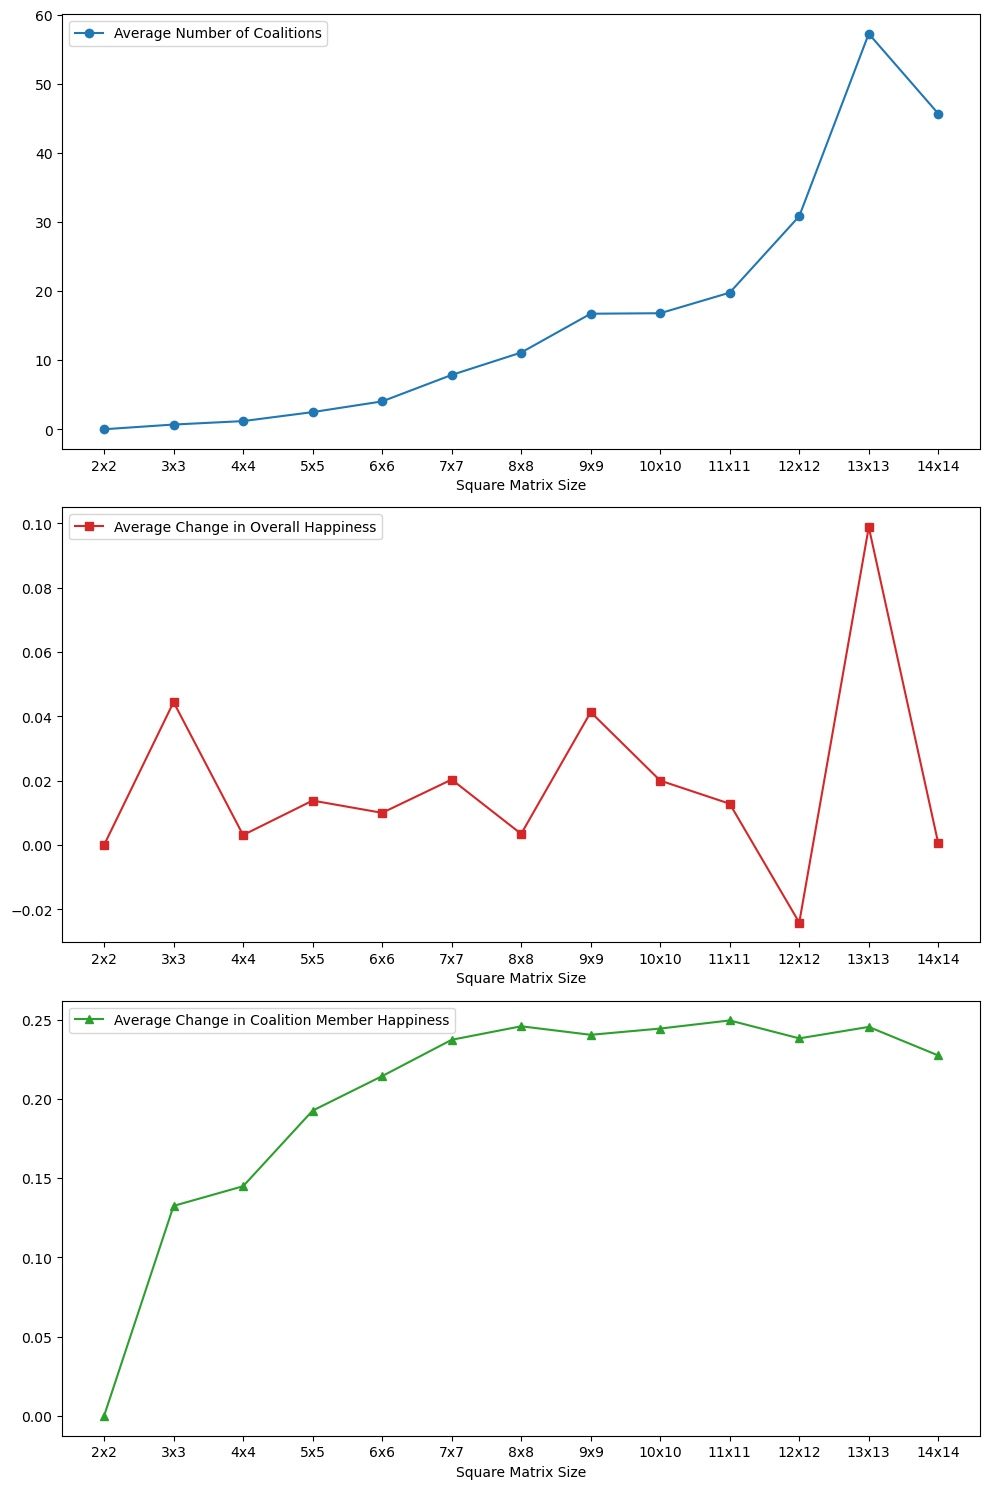 Average Number of Coalitions
60
50
40
30
20
10
0
2x2 3x3 4x4 5x5 6x6 7x7 8x8 9x9 10x10 11x11 12x12 13x13 14x14
Square Matrix Size
Average Change in Overall Happiness
0.10
0.08
0.06
0.04
0.02
0.00
−0.02
2x2 3x3 4x4 5x5 6x6 7x7 8x8 9x9 10x10 11x11 12x12 13x13 14x14
Square Matrix Size
Average Change in Coalition Member Happiness
0.25
0.20
0.15
0.10
0.05
0.00
2x2 3x3 4x4 5x5 6x6 7x7 8x8 9x9 10x10 11x11 12x12 13x13 14x14
Square Matrix Size